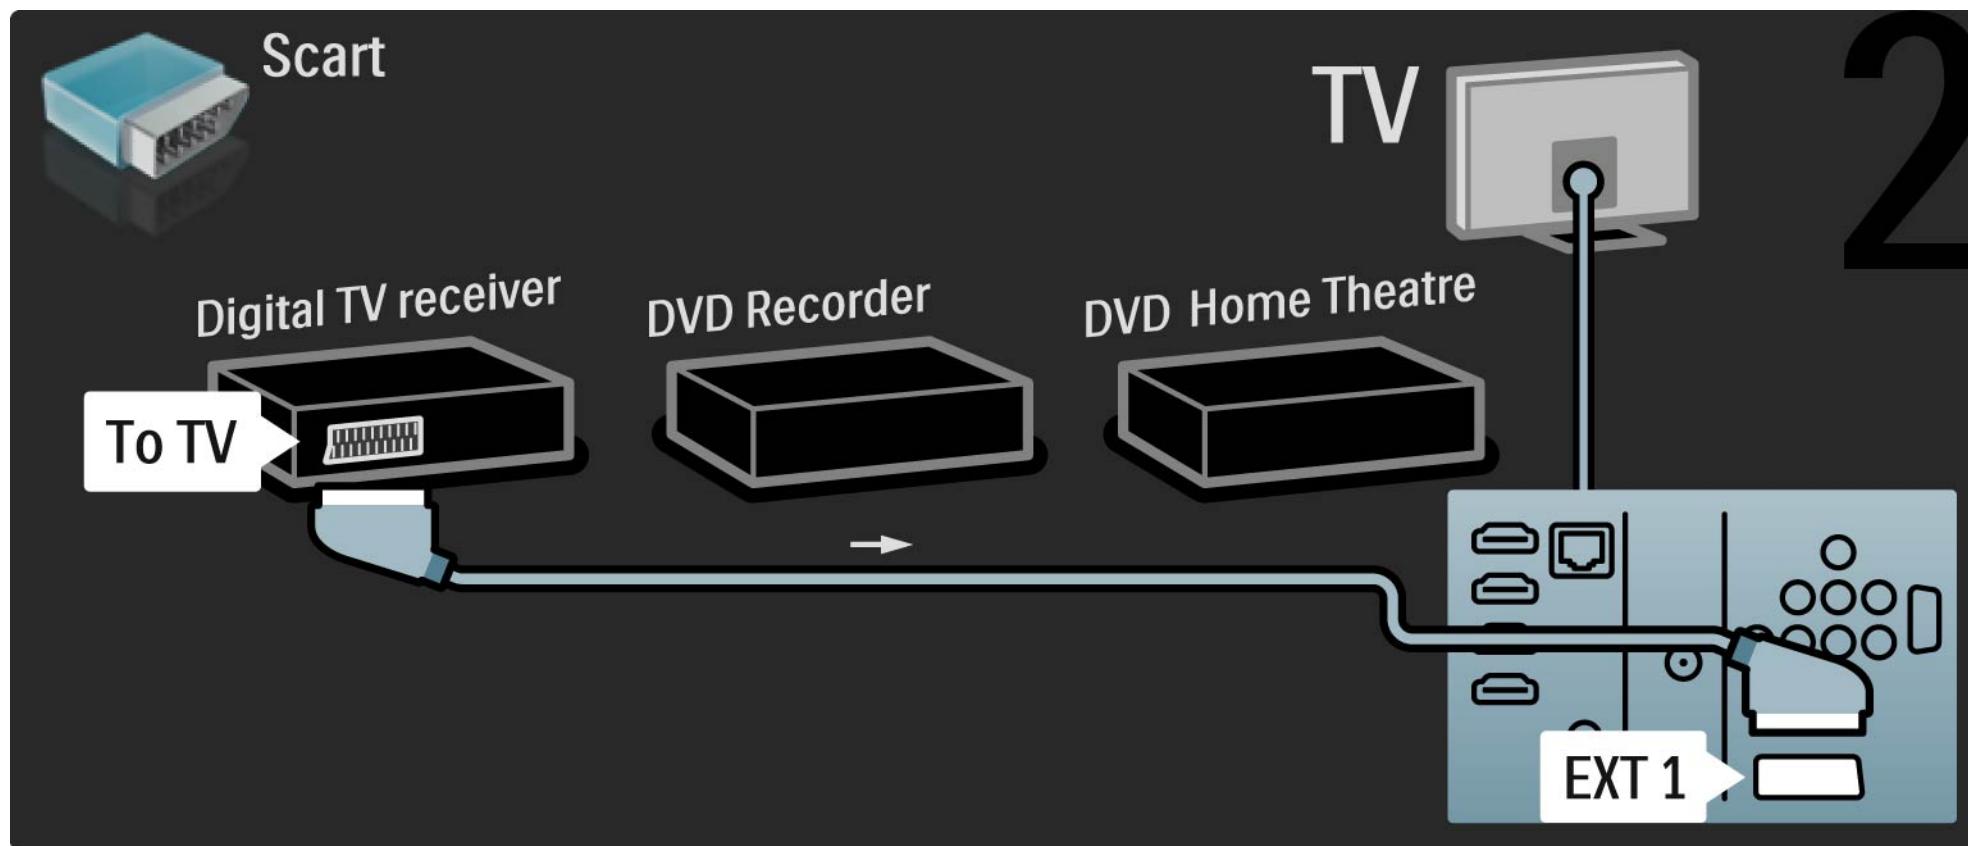 Scart
TV
2
Digital TV receiver
DVD Recorder
DVD Home Theatre
To TV
EXT 1